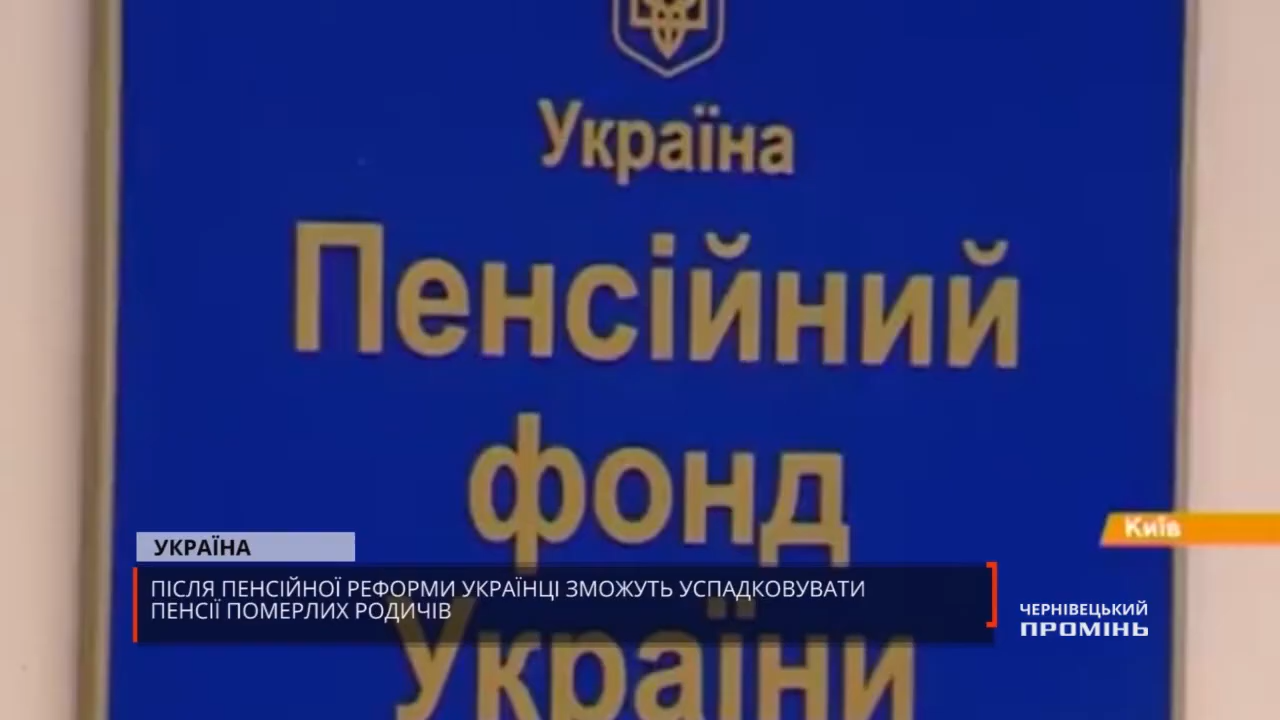 Україна
Пенсійний
фонд
України
Київ
УКРАЇНА
ПІСЛЯ ПЕНСІЙНОЇ РЕФОРМИ УКРАЇНЦІ ЗМОЖУТЬ УСПАДКОВУВАТИ
ПЕНСІЇ ПОМЕРЛИХ РОДИЧІВ
ЧЕРНІВЕЦЬКИЙ
ПРОМІНЬ